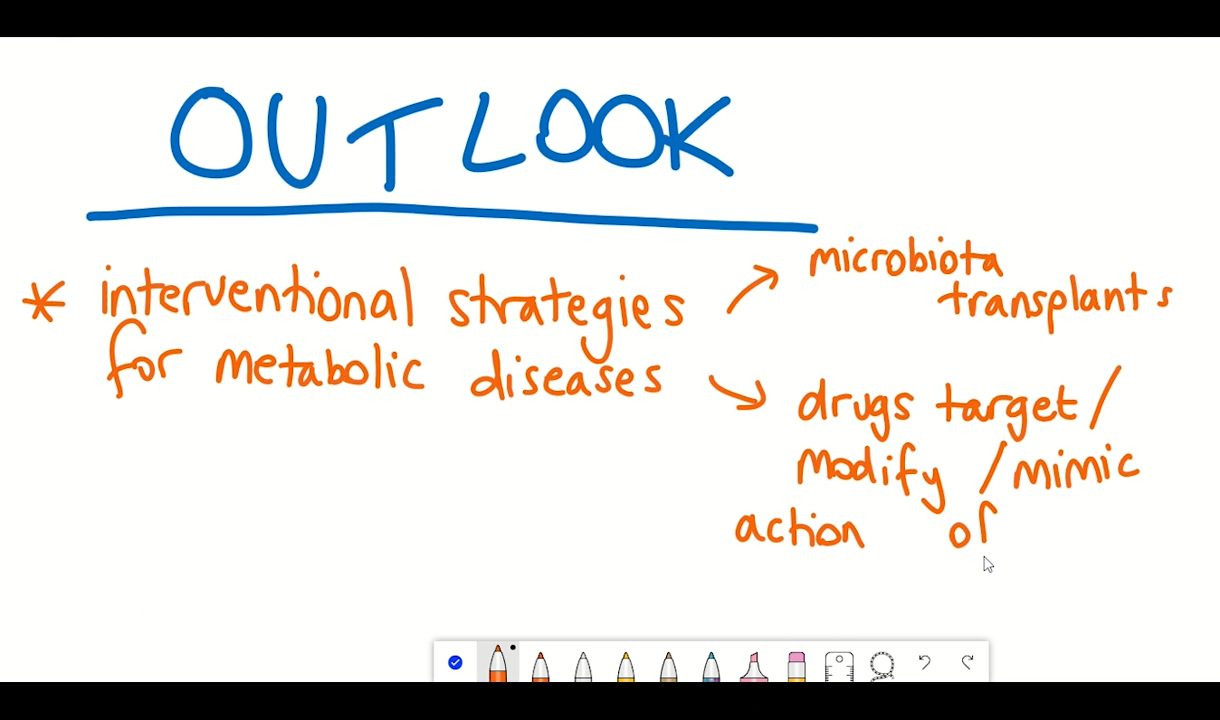 OUTLOOK
* interventional strategies
for metabolic diseases
microbiota
transplants
drugs target/
modify /mimic
action of